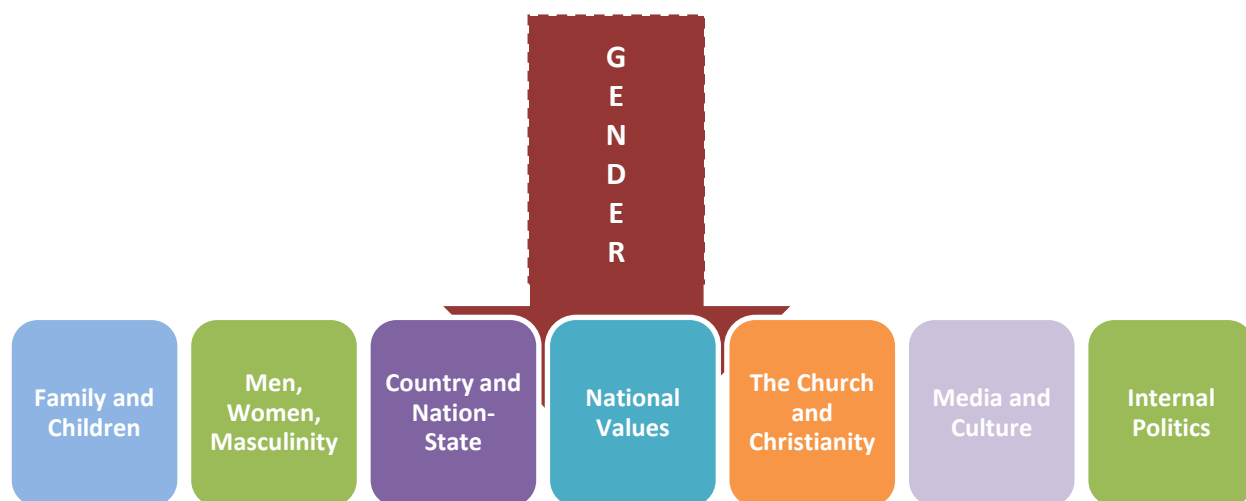 G
E
N
D
E
R
Family and
Children
Men,
Women,
Masculinity
Country and
Nation-
State
National
Values
The Church
and
Christianity
Media and
Culture
Internal
Politics